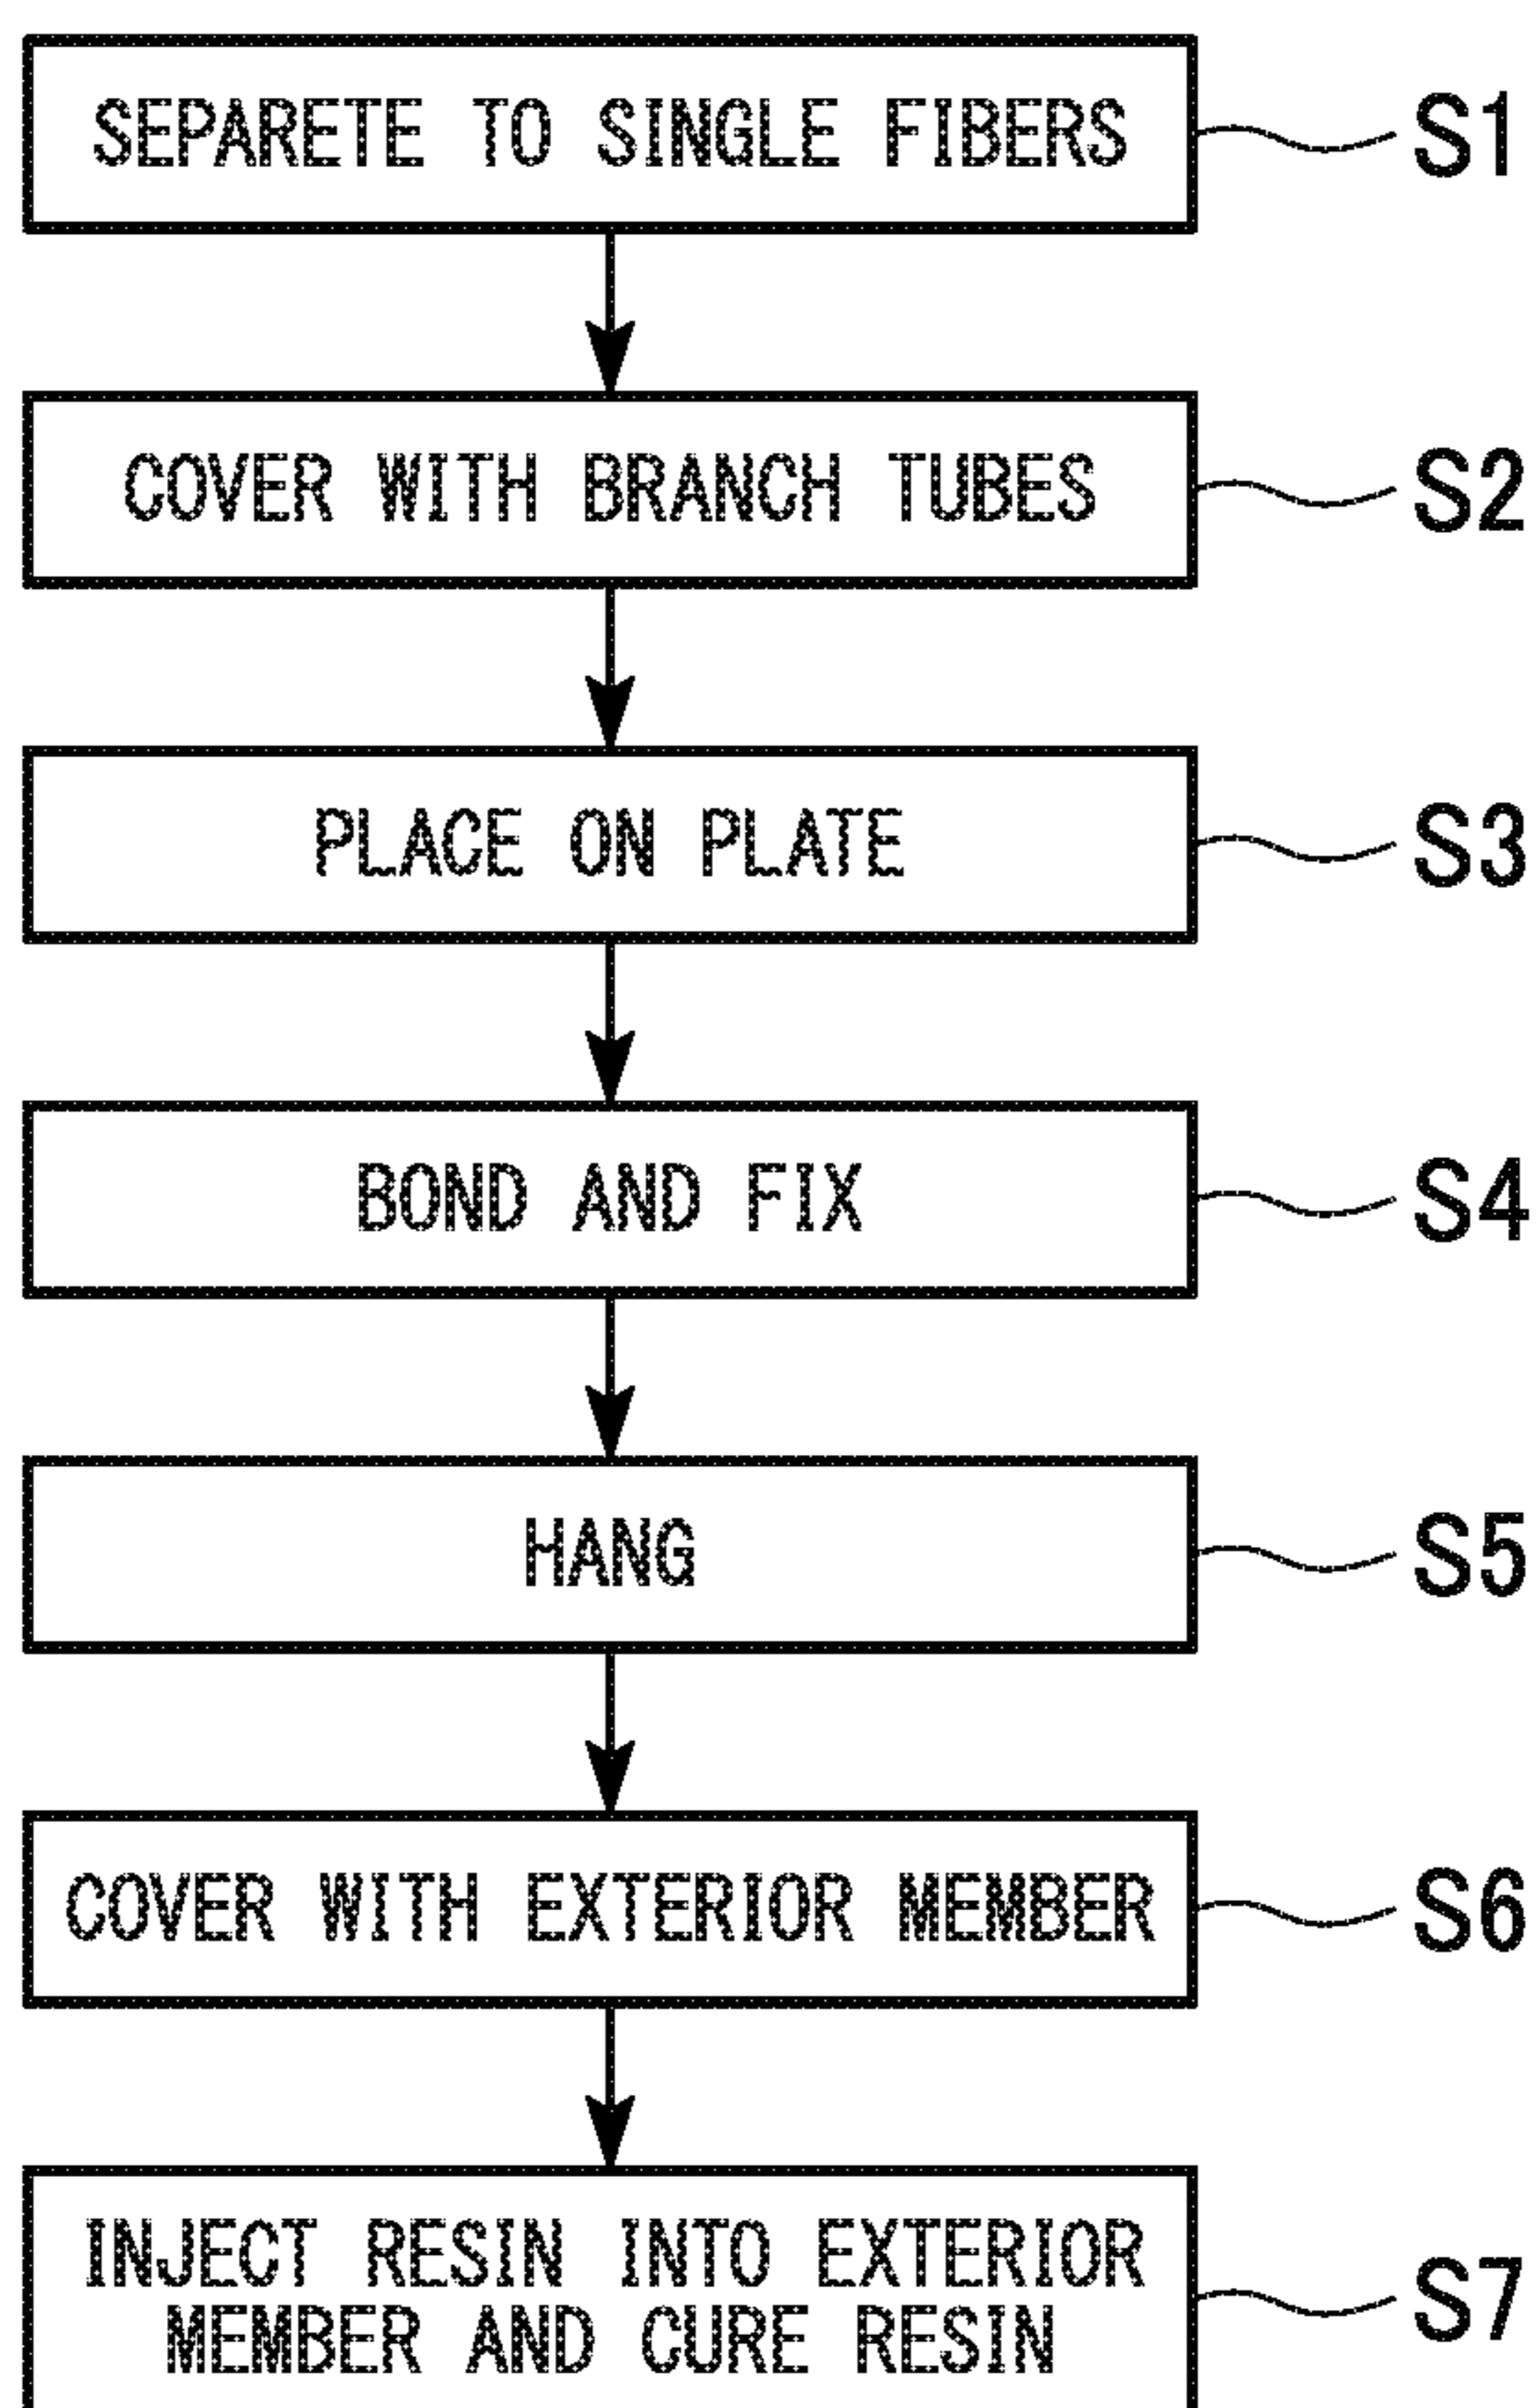 SEPARETE TO SINGLE FIBERS S1
COVER WITH BRANCH TUBES S2
PLACE ON PLATE S3
BOND AND FIX S4
HANG S5
COVER WITH EXTERIOR MEMBER S6
INJECT RESIN INTO EXTERIOR
MEMBER AND CURE RESIN S7